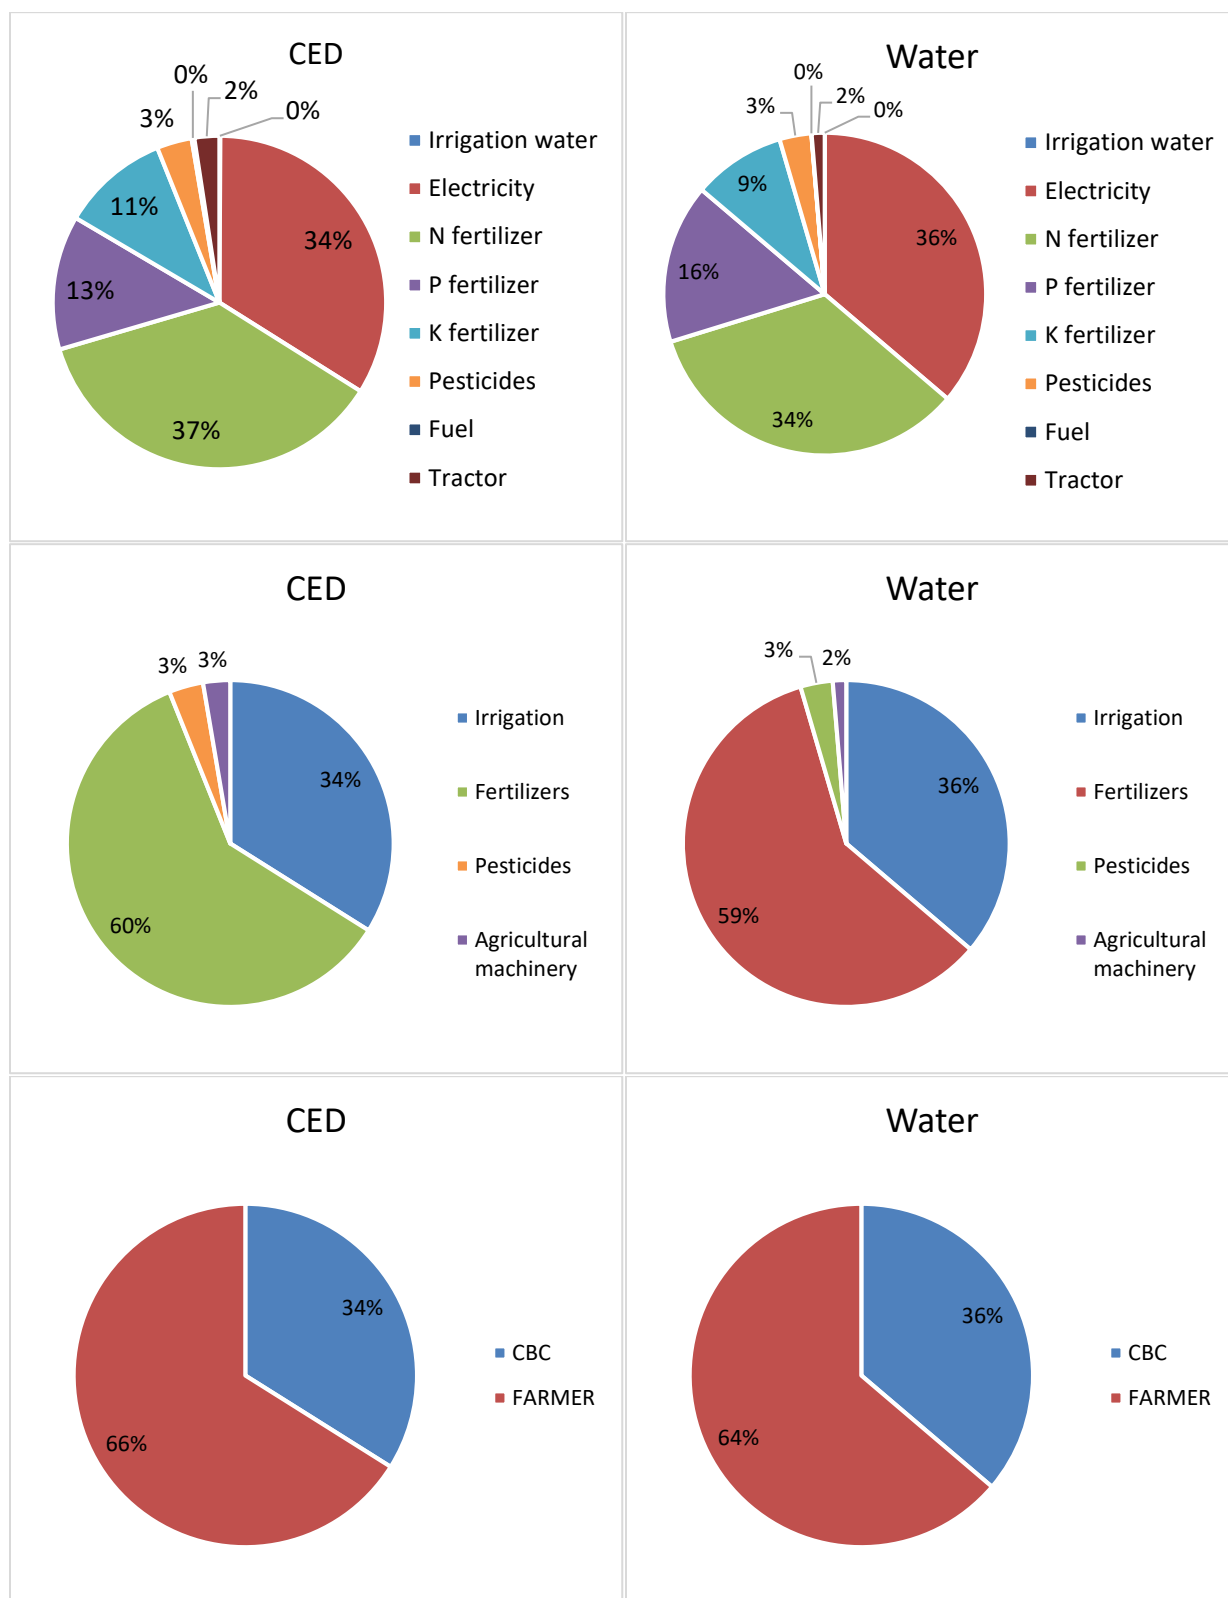 CED
0%
2%
0%
3%
11%
34%
13%
37%
Irrigation water
Electricity
N fertilizer
P fertilizer
K fertilizer
Pesticides
Fuel
Tractor
Water
0%
2%
0%
3%
9%
36%
16%
34%
Irrigation water
Electricity
N fertilizer
P fertilizer
K fertilizer
Pesticides
Fuel
Tractor
CED
3%
3%
34%
60%
Irrigation
Fertilizers
Pesticides
Agricultural
machinery
Water
3%
2%
36%
59%
Irrigation
Fertilizers
Pesticides
Agricultural
machinery
CED
34%
66%
CBC
FARMER
Water
36%
64%
CBC
FARMER